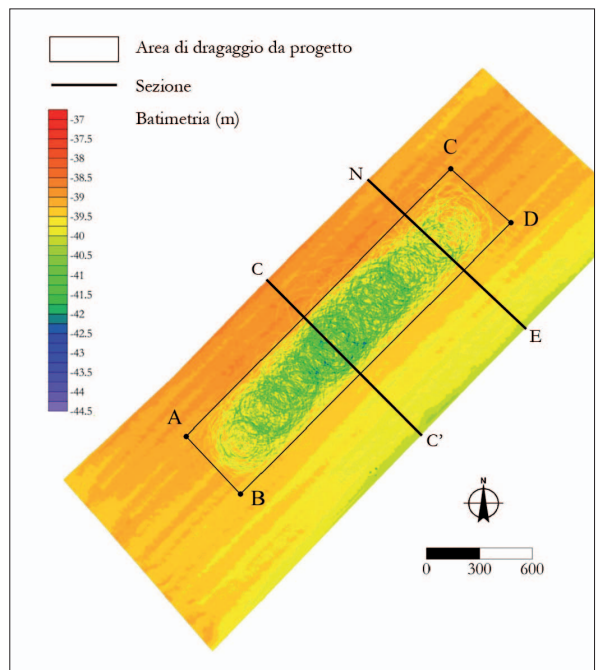 Area di dragaggio da progetto
Sezione
Batimetria (m)
-37
-37.5
-38
-38.5
-39
-39.5
-40
-40.5
-41
-41.5
-42
-42.5
-43
-43.5
-44
-44.5
C
N
D
C
E
A
C'
B
N
0 300 600